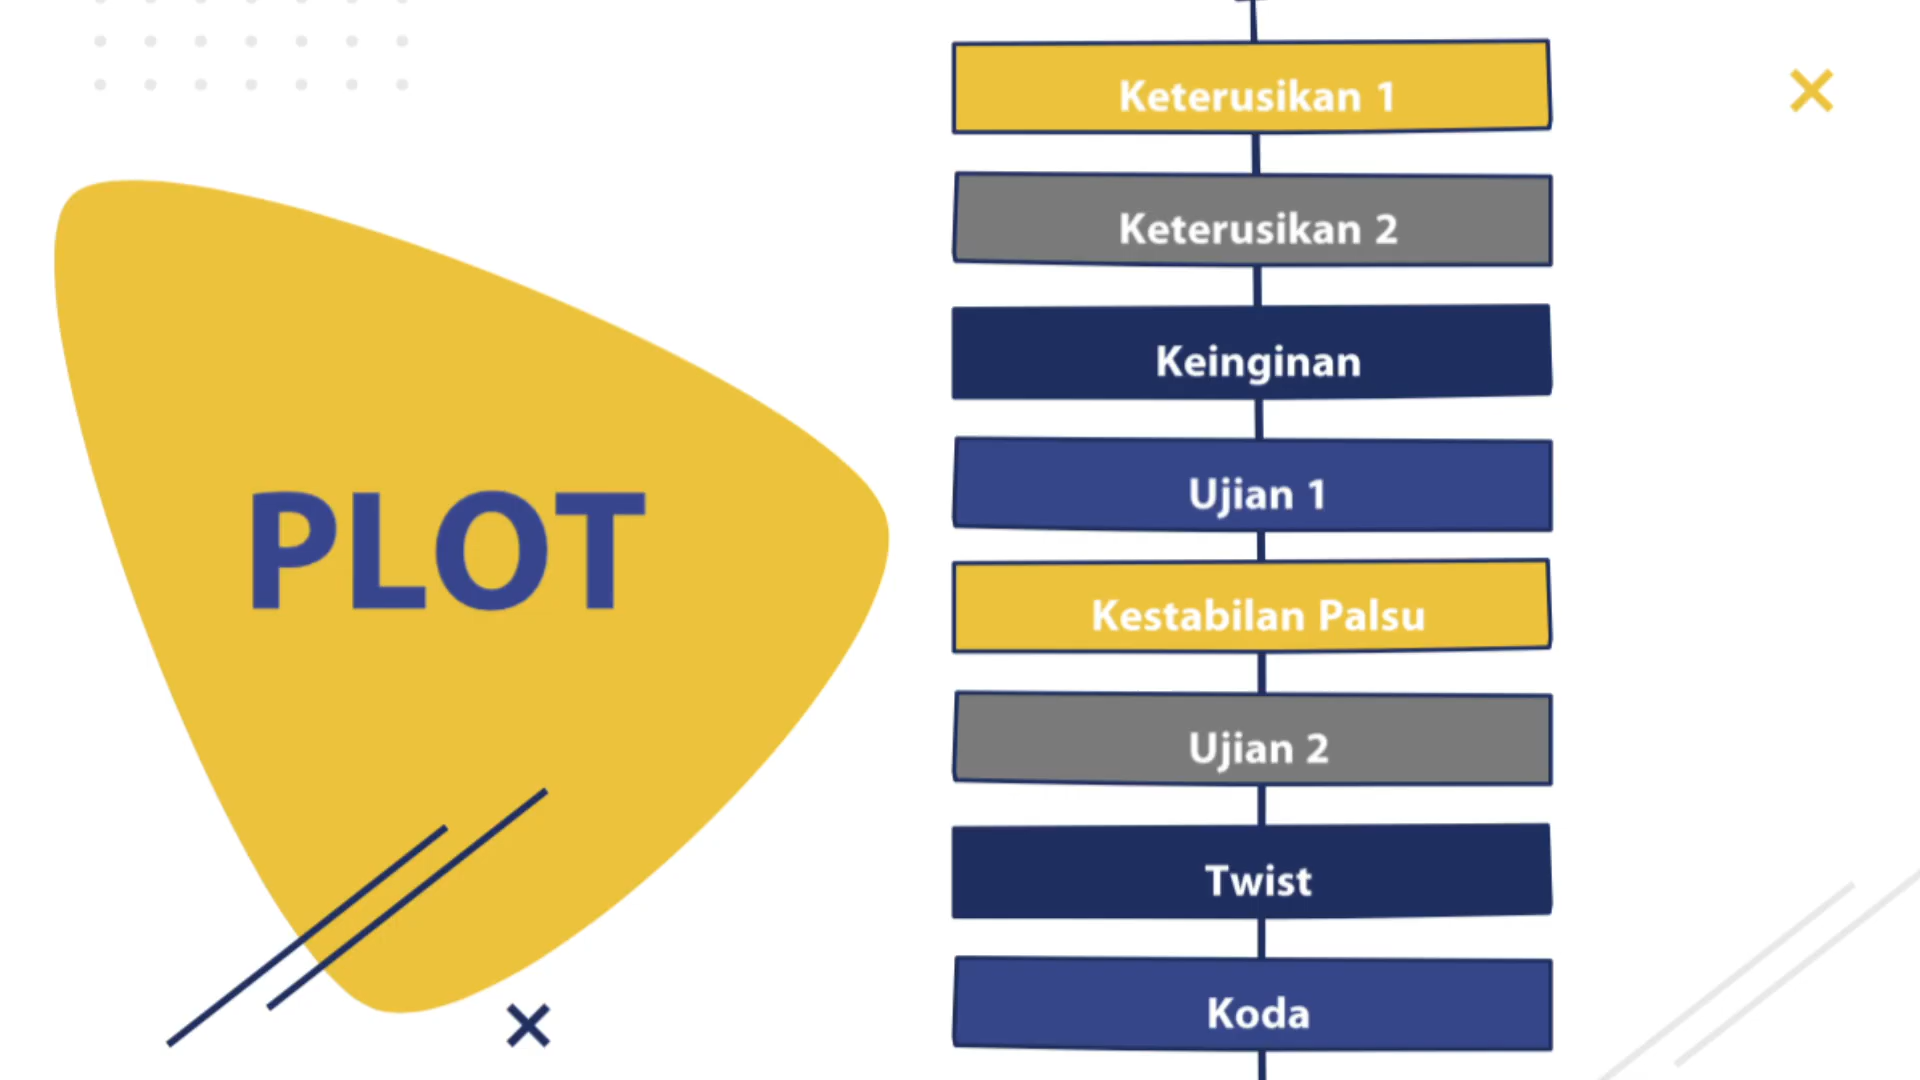 PLOT
Keterusikan 1
Keterusikan 2
Keinginan
Ujian 1
Kestabilan Palsu
Ujian 2
Twist
Koda